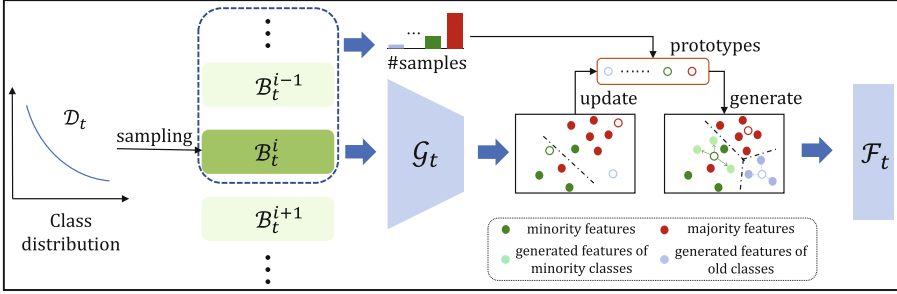 𝒟_t
sampling
Class
distribution
ℬ_t^{i−1}
ℬ_t^i
ℬ_t^{i+1}
#samples
𝒢_t
prototypes
update
generate
ℱ_t
minority features
majority features
generated features of
minority classes
generated features of
old classes